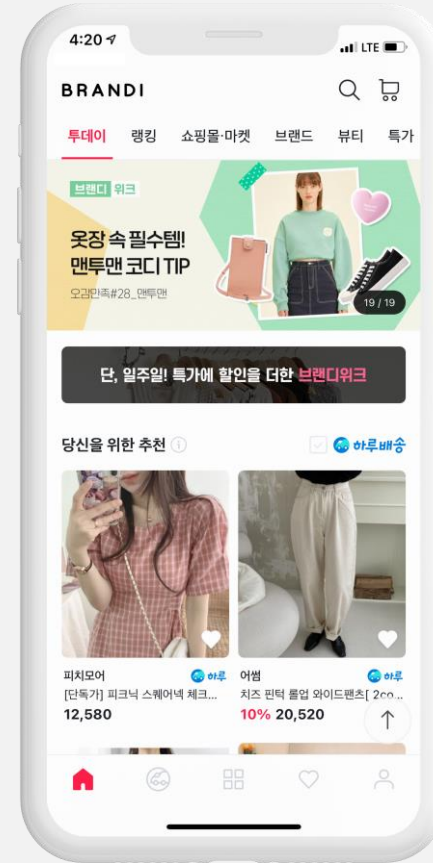 4:20
LTE
BRANDI
투데이 랭킹 쇼핑몰·마켓 브랜드 뷰티 특가
브랜디 위크
옷장 속 필수템!
맨투맨 코디 TIP
오감만족#28_맨투맨
19 / 19
단, 일주일! 특가에 할인을 더한 브랜디위크
당신을 위한 추천
하루배송
피치모어 하루
[단독가] 피크닉 스퀘어넥 체크...
12,580
어썸 하루
치즈 핀턱 롤업 와이드팬츠[ 2co...
10% 20,520